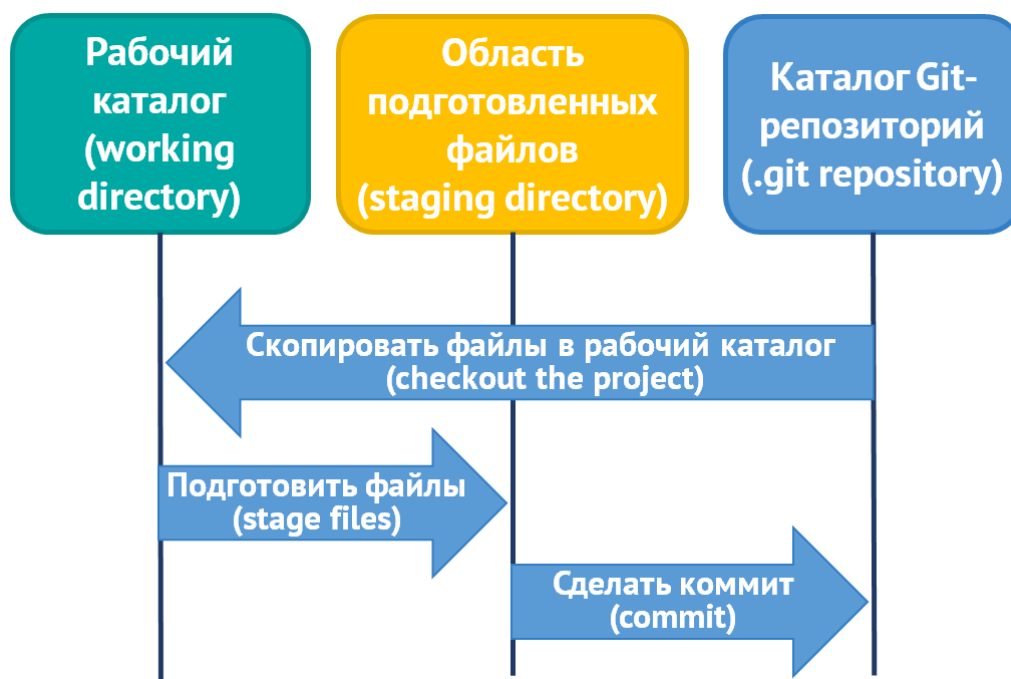 Рабочий
каталог
(working
directory)
Область
подготовленных
файлов
(staging directory)
Каталог Git-
репозиторий
(.git repository)
Скопировать файлы в рабочий каталог
(checkout the project)
Подготовить файлы
(stage files)
Сделать коммит
(commit)